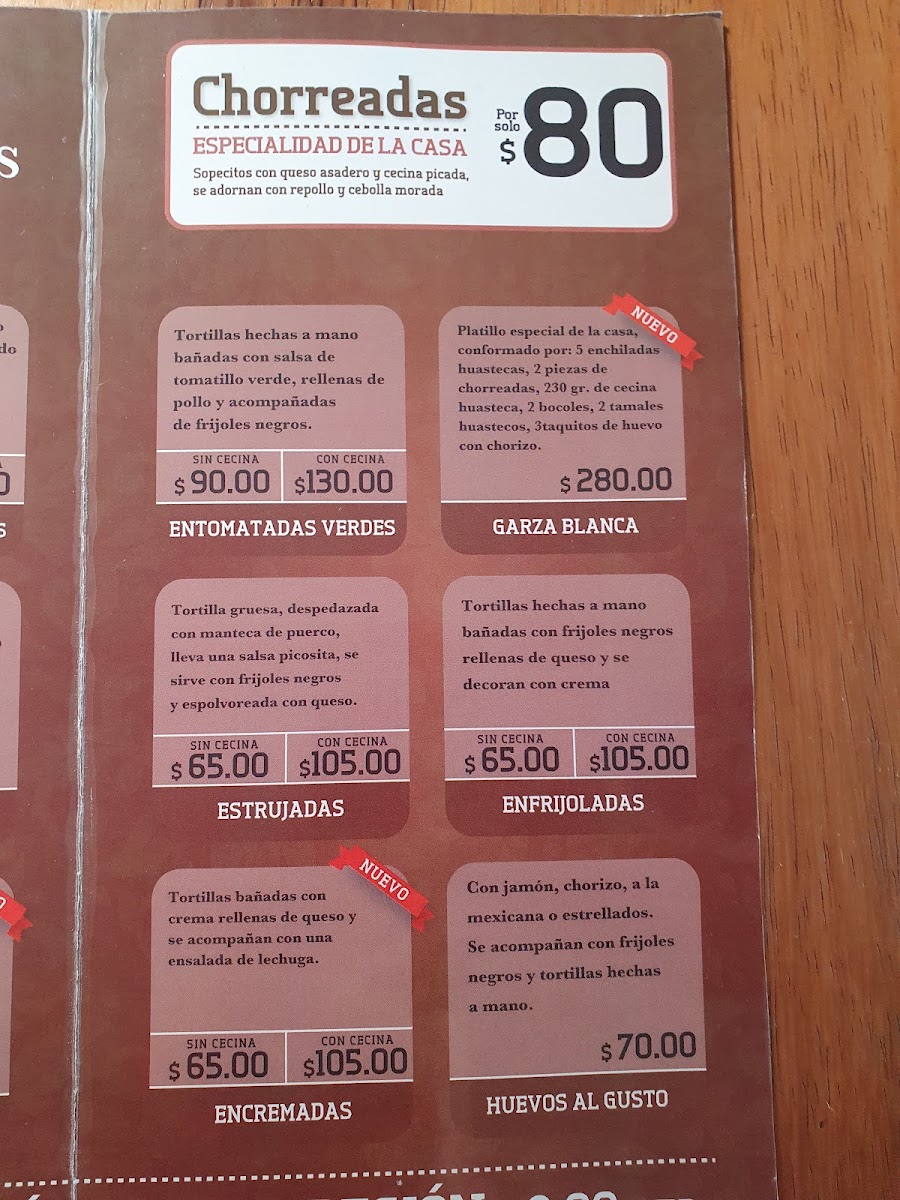 Chorreadas
ESPECIALIDAD DE LA CASA
Sopecitos con queso asadero y cecina picada,
se adornan con repollo y cebolla morada
Por
solo
$80
Tortillas hechas a mano
bañadas con salsa de
tomatillo verde, rellenas de
pollo y acompañadas
de frijoles negros.
SIN CECINA
$90.00
CON CECINA
$130.00
ENTOMATADAS VERDES
NUEVO
Platillo especial de la casa,
conformado por: 5 enchiladas
huastecas, 2 piezas de
chorreadas, 230 gr. de cecina
huasteca, 2 bocoles, 2 tamales
huastecos, 3taquitos de huevo
con chorizo.
$280.00
GARZA BLANCA
Tortilla gruesa, despedazada
con manteca de puerco,
lleva una salsa picosita, se
sirve con frijoles negros
y espolvoreada con queso.
SIN CECINA
$65.00
CON CECINA
$105.00
ESTRUJADAS
Tortillas hechas a mano
bañadas con frijoles negros
rellenas de queso y se
decoran con crema
SIN CECINA
$65.00
CON CECINA
$105.00
ENFRIJOLADAS
NUEVO
Tortillas bañadas con
crema rellenas de queso y
se acompañan con una
ensalada de lechuga.
SIN CECINA
$65.00
CON CECINA
$105.00
ENCREMADAS
Con jamón, chorizo, a la
mexicana o estrellados.
Se acompañan con frijoles
negros y tortillas hechas
a mano.
$70.00
HUEVOS AL GUSTO